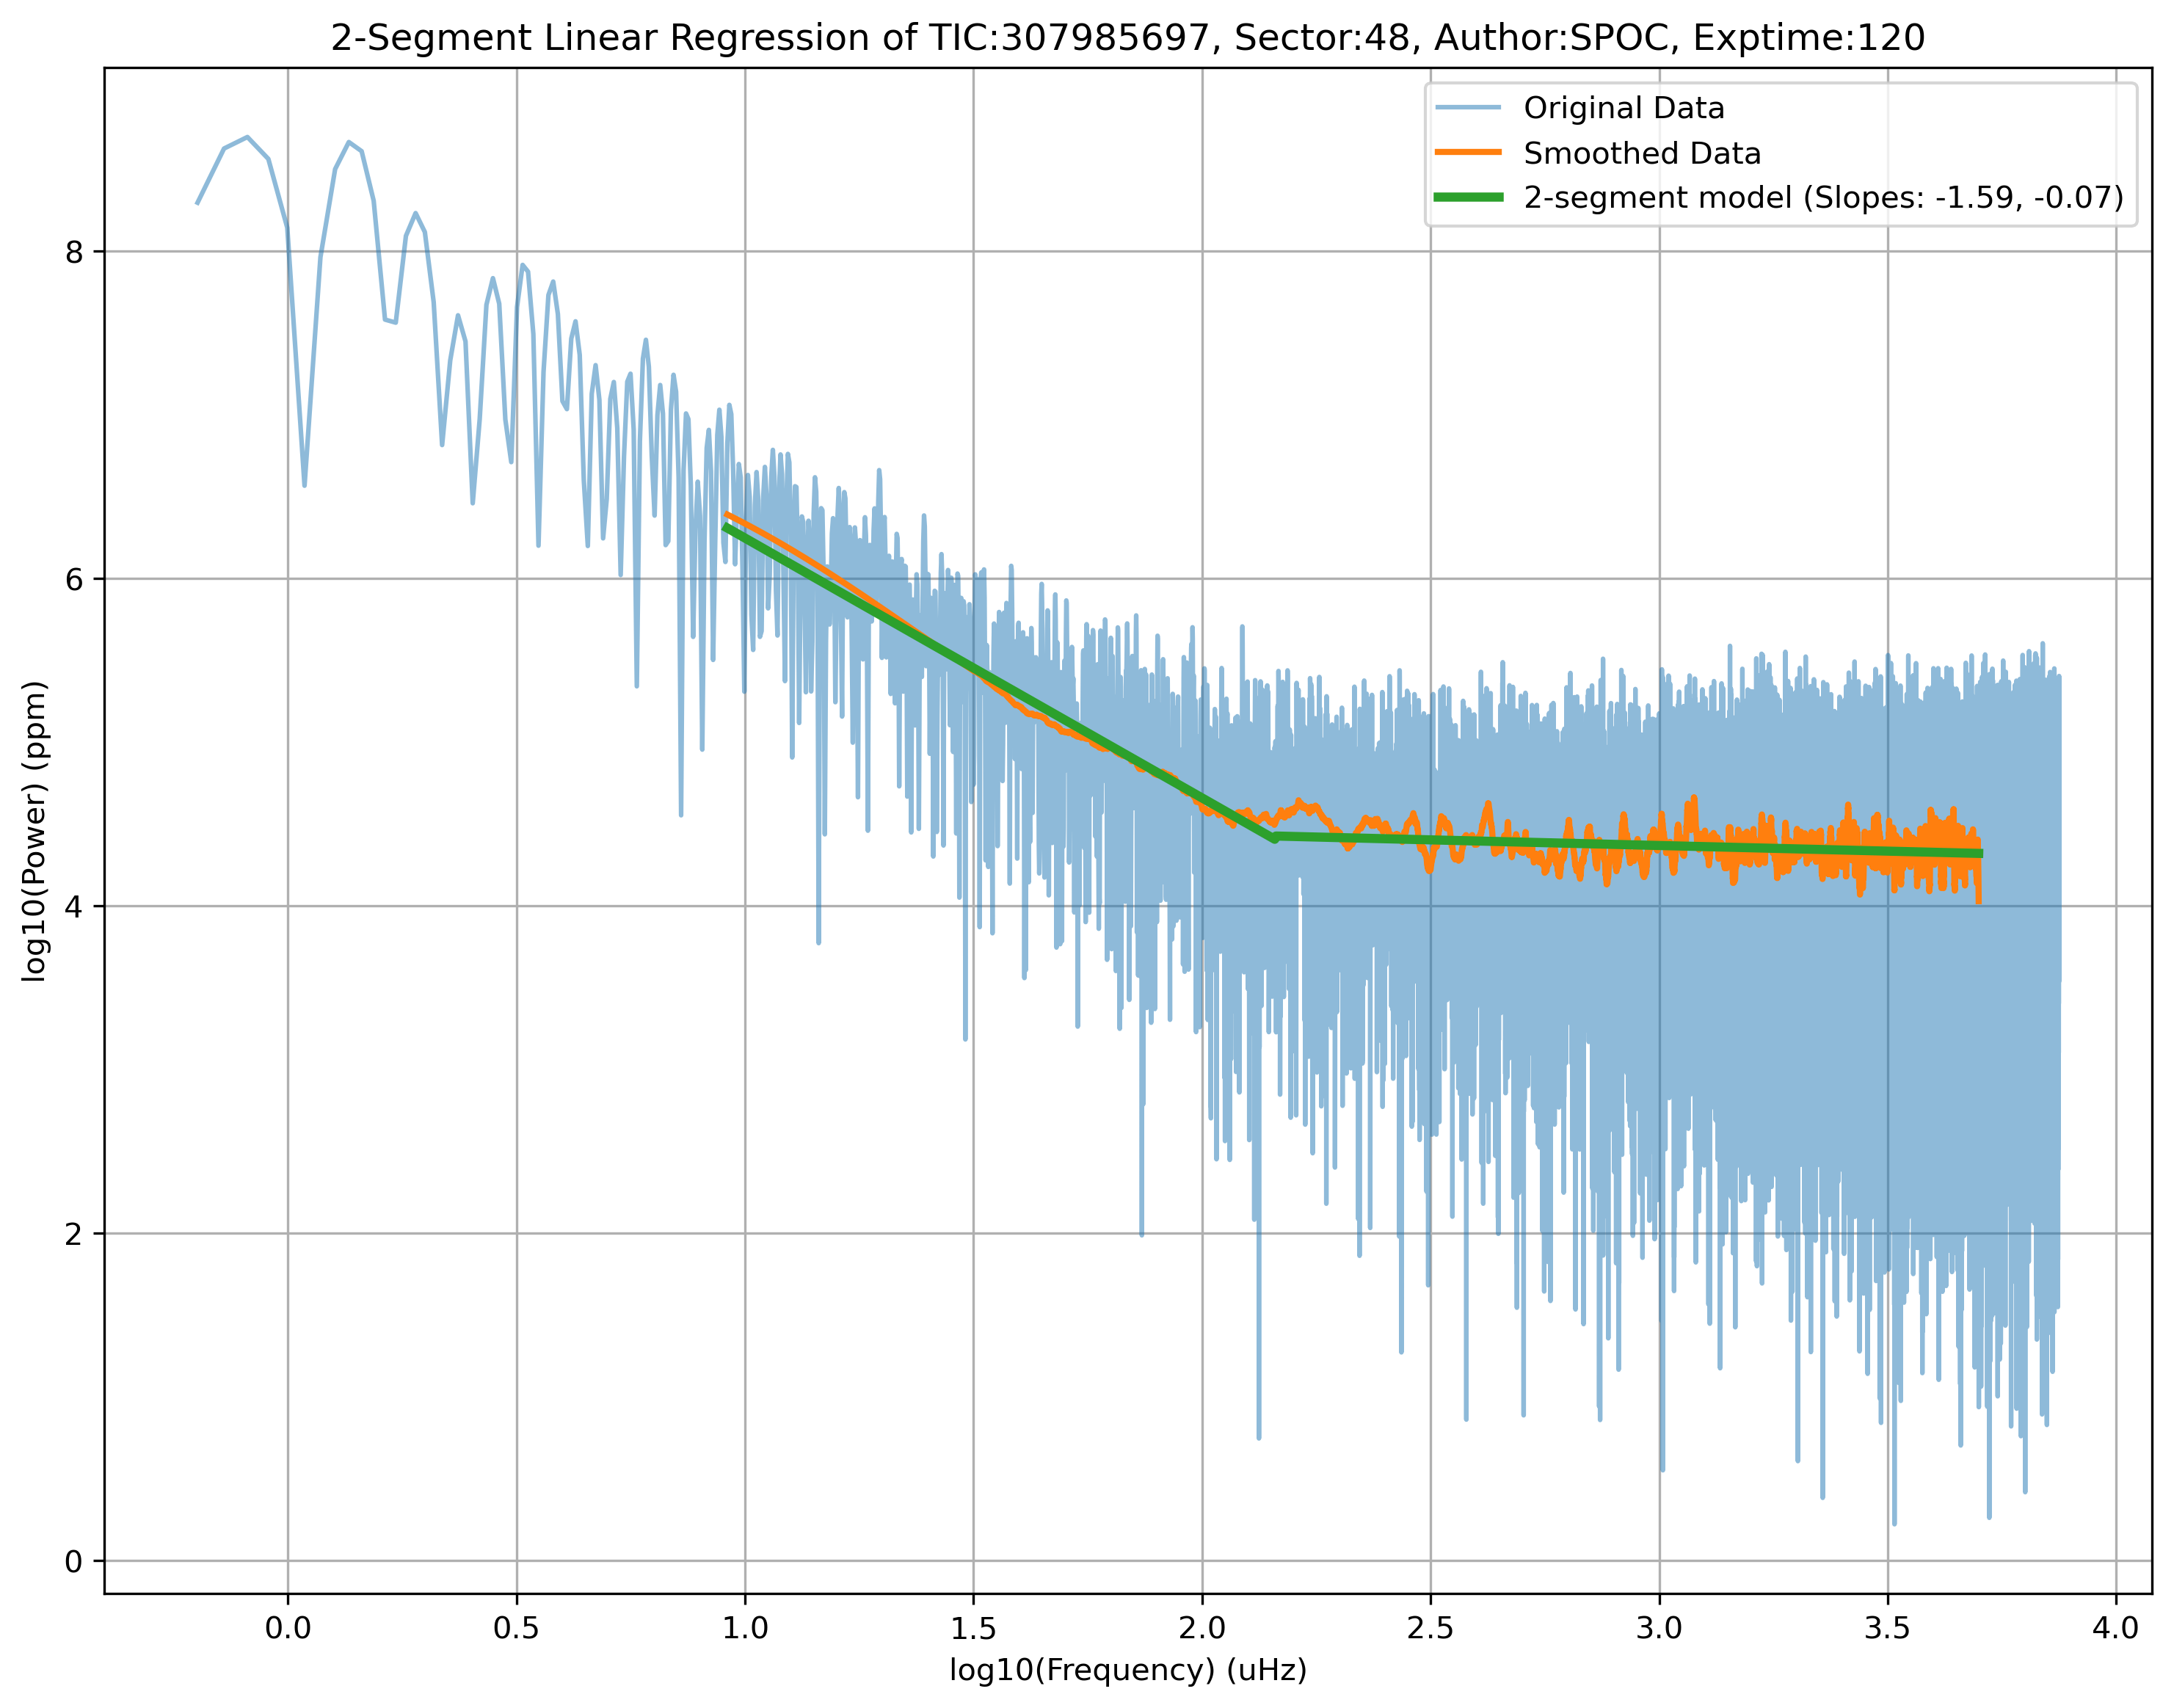 2-Segment Linear Regression of TIC:307985697, Sector:48, Author:SPOC, Exptime:120
Original Data
Smoothed Data
2-segment model (Slopes: -1.59, -0.07)
log10(Power) (ppm)
8
6
4
2
0
0.0 0.5 1.0 1.5 2.0 2.5 3.0 3.5 4.0
log10(Frequency) (uHz)